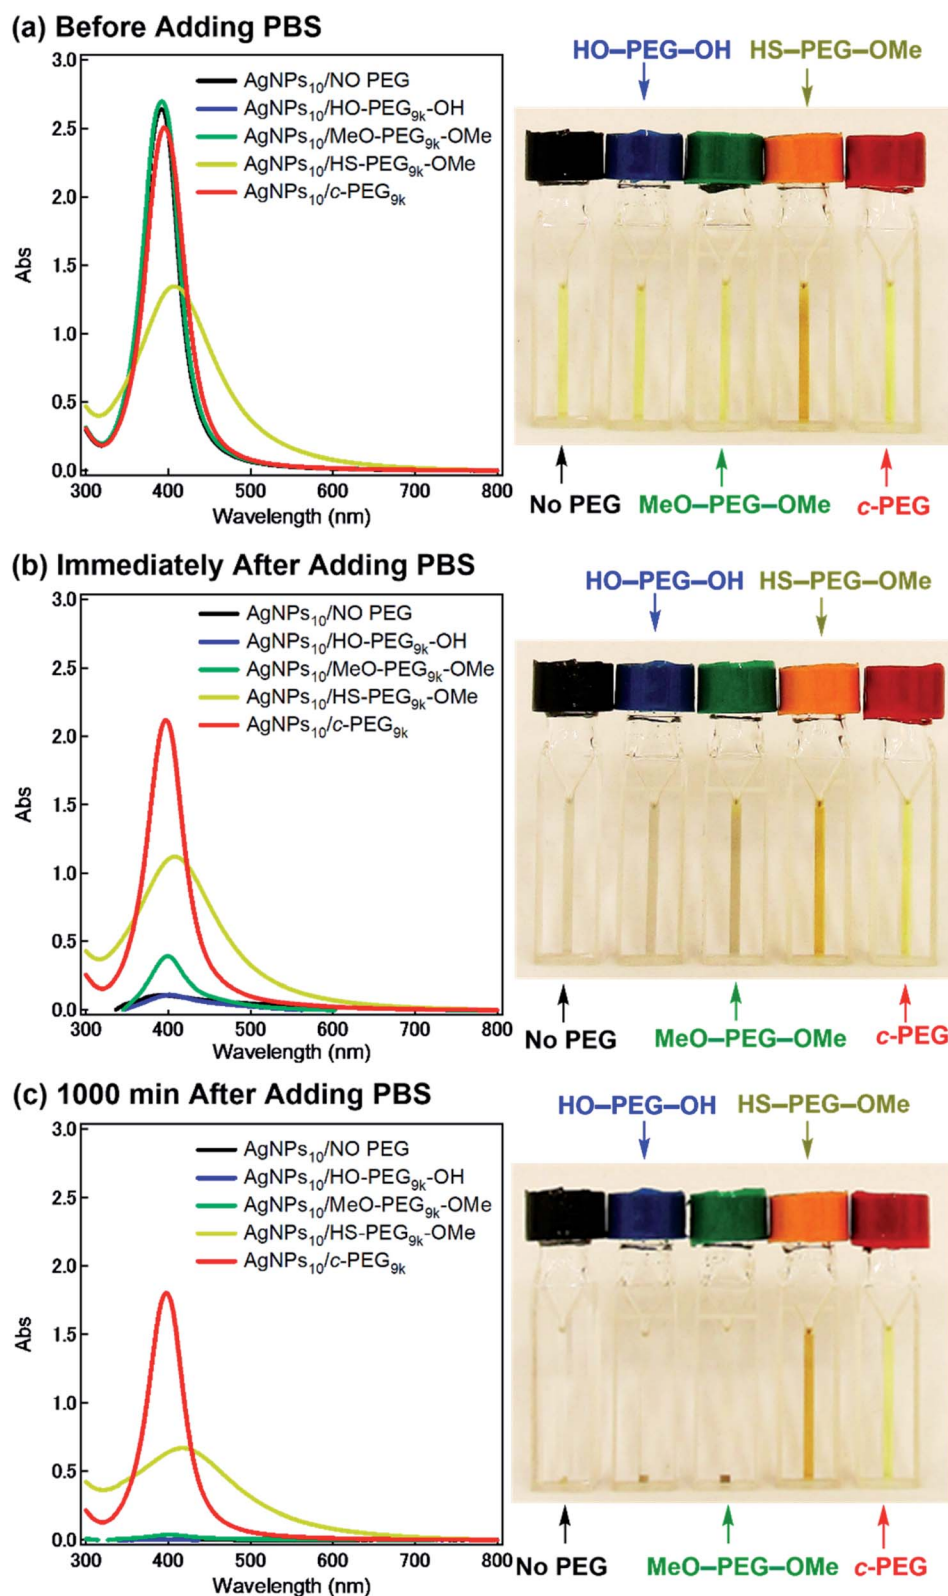 (a) Before Adding PBS
HO–PEG–OH HS–PEG–OMe
3.0
2.5
2.0
1.5
1.0
0.5
0.0
Abs
AgNPs10/NO PEG
AgNPs10/HO-PEG9k-OH
AgNPs10/MeO-PEG9k-OMe
AgNPs10/HS-PEG9k-OMe
AgNPs10/c-PEG9k
300 400 500 600 700 800
Wavelength (nm)
No PEG MeO–PEG–OMe c-PEG
(b) Immediately After Adding PBS
HO–PEG–OH HS–PEG–OMe
3.0
2.5
2.0
1.5
1.0
0.5
0.0
Abs
AgNPs10/NO PEG
AgNPs10/HO-PEG9k-OH
AgNPs10/MeO-PEG9k-OMe
AgNPs10/HS-PEG9k-OMe
AgNPs10/c-PEG9k
300 400 500 600 700 800
Wavelength (nm)
No PEG MeO–PEG–OMe c-PEG
(c) 1000 min After Adding PBS
HO–PEG–OH HS–PEG–OMe
3.0
2.5
2.0
1.5
1.0
0.5
0.0
Abs
AgNPs10/NO PEG
AgNPs10/HO-PEG9k-OH
AgNPs10/MeO-PEG9k-OMe
AgNPs10/HS-PEG9k-OMe
AgNPs10/c-PEG9k
300 400 500 600 700 800
Wavelength (nm)
No PEG MeO–PEG–OMe c-PEG